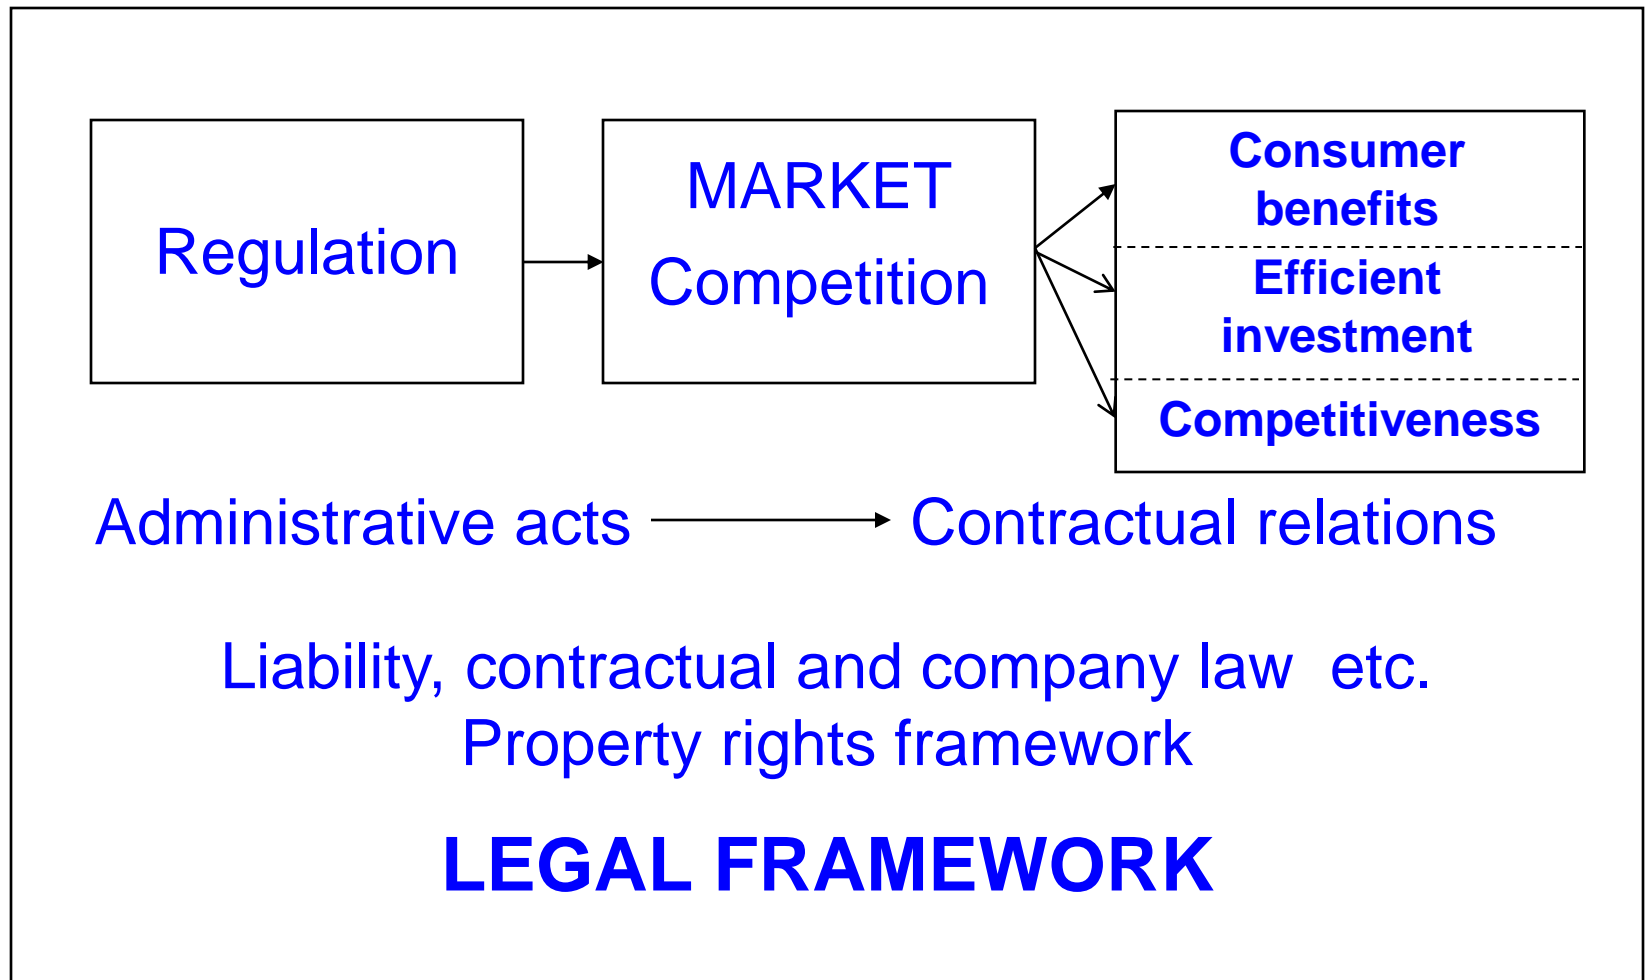 Regulation
MARKET
Competition
Consumer
benefits
Efficient
investment
Competitiveness
Administrative acts
Contractual relations
Liability, contractual and company law  etc.
Property rights framework
LEGAL FRAMEWORK